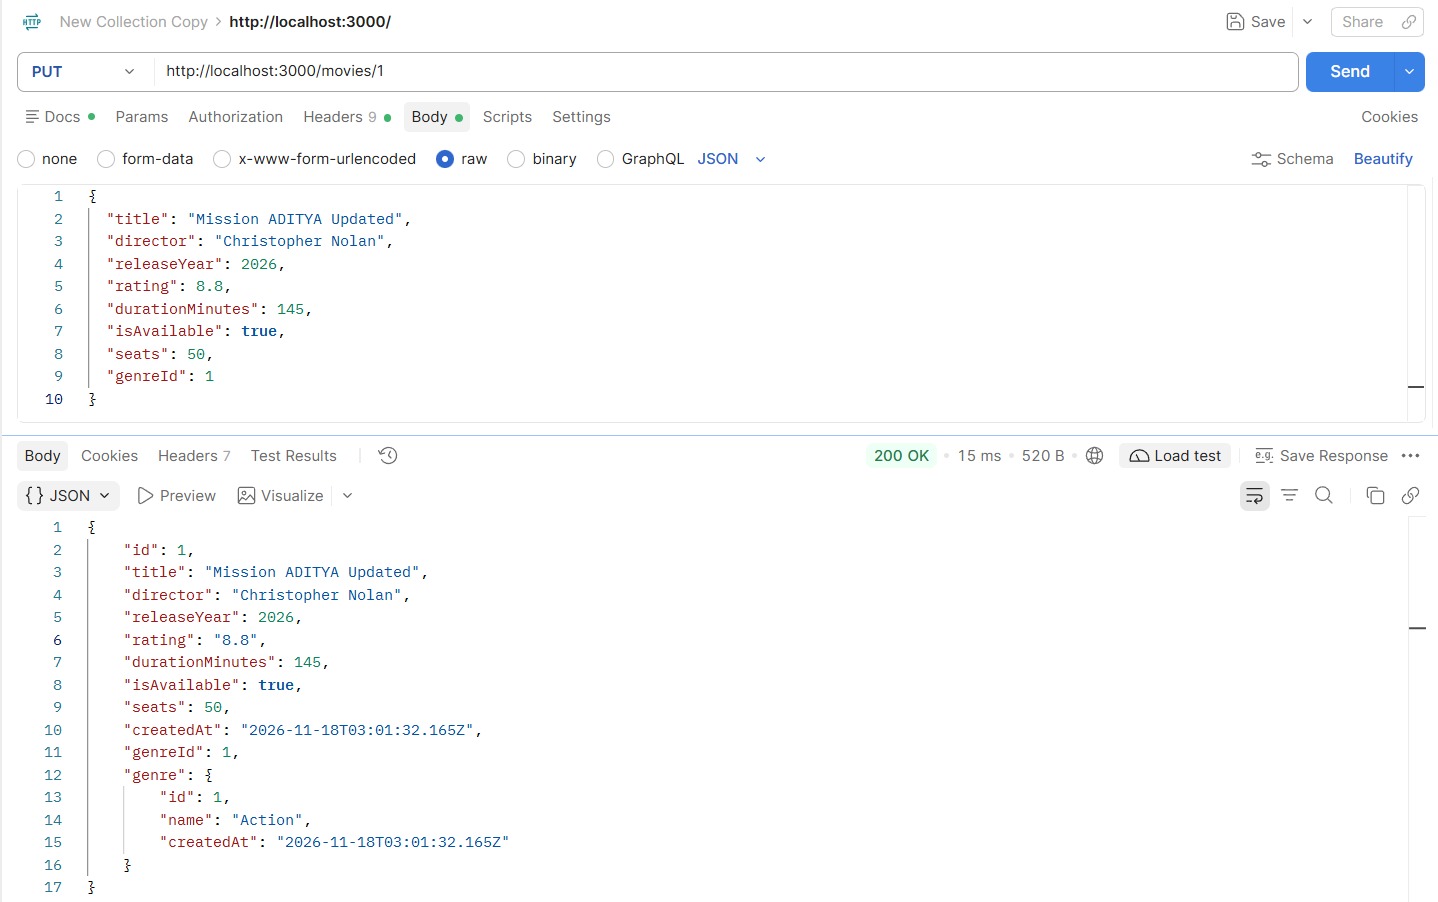 HTTP New Collection Copy > http://localhost:3000/ Save Share
PUT http://localhost:3000/movies/1 Send
Docs Params Authorization Headers 9 Body Scripts Settings Cookies
none form-data x-www-form-urlencoded raw binary GraphQL JSON Schema Beautify
1 {
2 "title": "Mission ADITYA Updated",
3 "director": "Christopher Nolan",
4 "releaseYear": 2026,
5 "rating": 8.8,
6 "durationMinutes": 145,
7 "isAvailable": true,
8 "seats": 50,
9 "genreId": 1
10 }
Body Cookies Headers 7 Test Results 200 OK • 15 ms • 520 B • Load test e.g. Save Response •••
{} JSON Preview Visualize
1 {
2 "id": 1,
3 "title": "Mission ADITYA Updated",
4 "director": "Christopher Nolan",
5 "releaseYear": 2026,
6 "rating": "8.8",
7 "durationMinutes": 145,
8 "isAvailable": true,
9 "seats": 50,
10 "createdAt": "2026-11-18T03:01:32.165Z",
11 "genreId": 1,
12 "genre": {
13 "id": 1,
14 "name": "Action",
15 "createdAt": "2026-11-18T03:01:32.165Z"
16 }
17 }